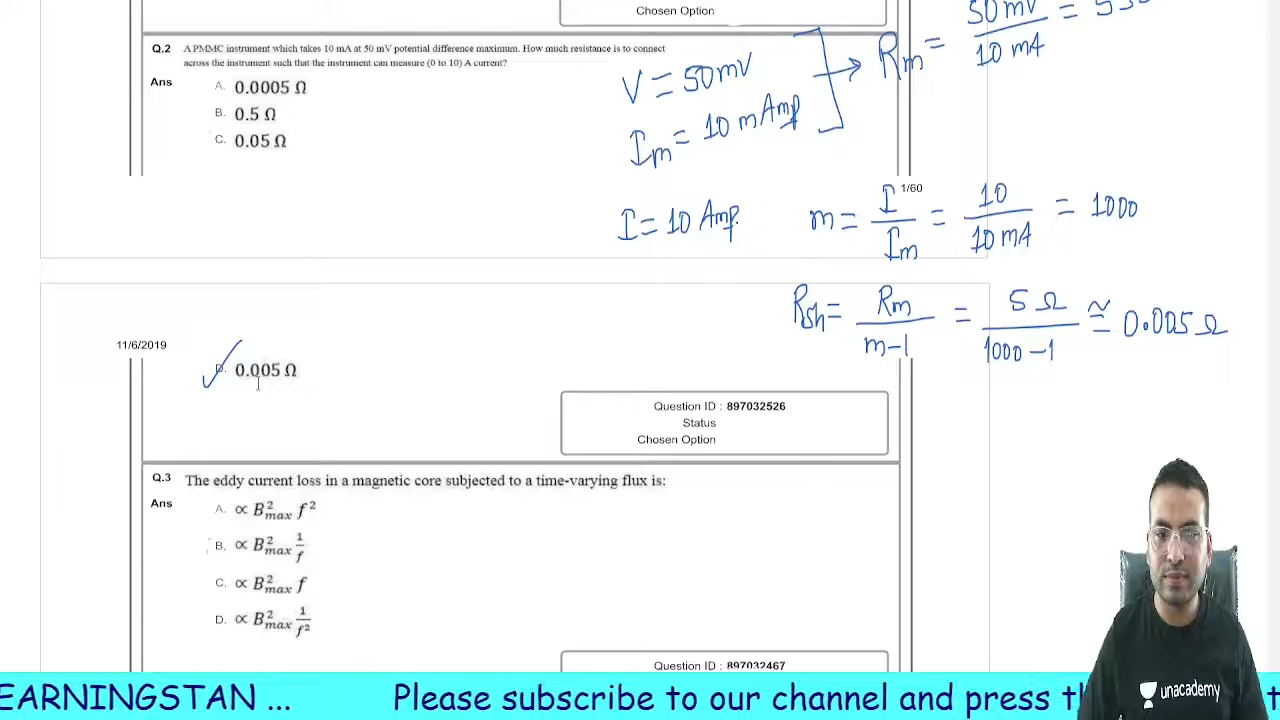 Chosen Option
50 mV
10 mA
Rm =
Q.2 A PMMC instrument which takes 10 mA at 50 mV potential difference maximum. How much resistance is to connect
across the instrument such that the instrument can measure (0 to 10) A current?
Ans
A. 0.0005 Ω
B. 0.5 Ω
C. 0.05 Ω
V = 50mV
Im = 10 mAmp
1/60
I = 10 Amp.
m = I / Im = 10 / 10 mA = 1000
Rsh = Rm / m-1 = 5 Ω / 1000 -1 ≅ 0.005 Ω
11/6/2019
D. 0.005 Ω
Question ID : 897032526
Status
Chosen Option
Q.3 The eddy current loss in a magnetic core subjected to a time-varying flux is:
Ans
A. ∝ B²max f²
B. ∝ B²max 1/f
C. ∝ B²max f
D. ∝ B²max 1/f²
Question ID : 897032467
unacademy
EARNINGSTAN ... Please subscribe to our channel and press